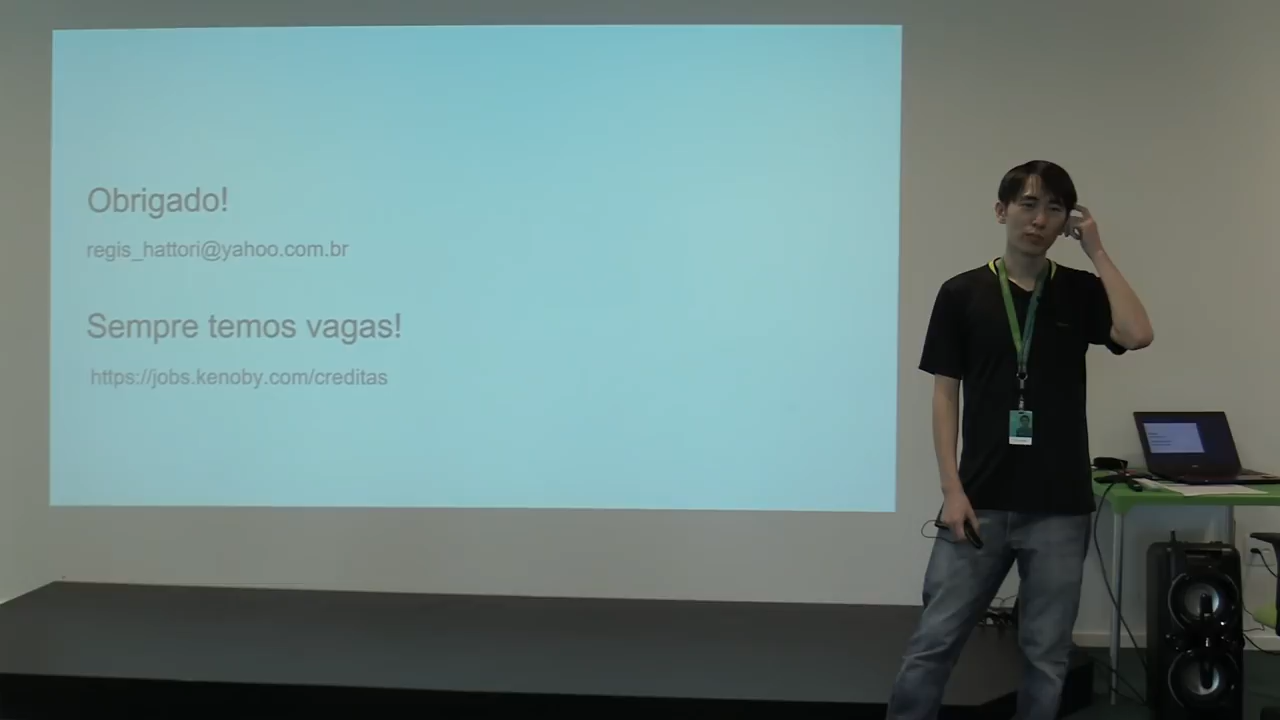 Obrigado!
regis_hattori@yahoo.com.br
Sempre temos vagas!
https://jobs.kenoby.com/creditas